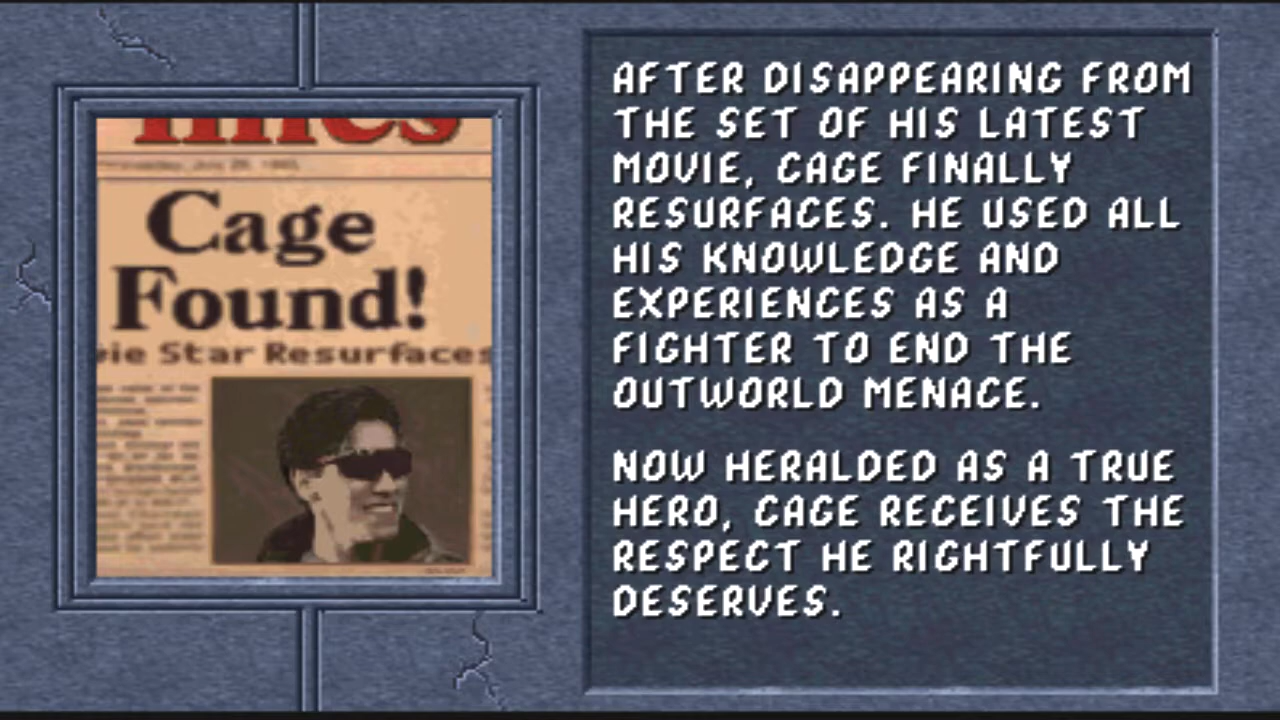 Cage
Found!
Star Resurfaces
AFTER DISAPPEARING FROM
THE SET OF HIS LATEST
MOVIE, CAGE FINALLY
RESURFACES. HE USED ALL
HIS KNOWLEDGE AND
EXPERIENCES AS A
FIGHTER TO END THE
OUTWORLD MENACE.
NOW HERALDED AS A TRUE
HERO, CAGE RECEIVES THE
RESPECT HE RIGHTFULLY
DESERVES.